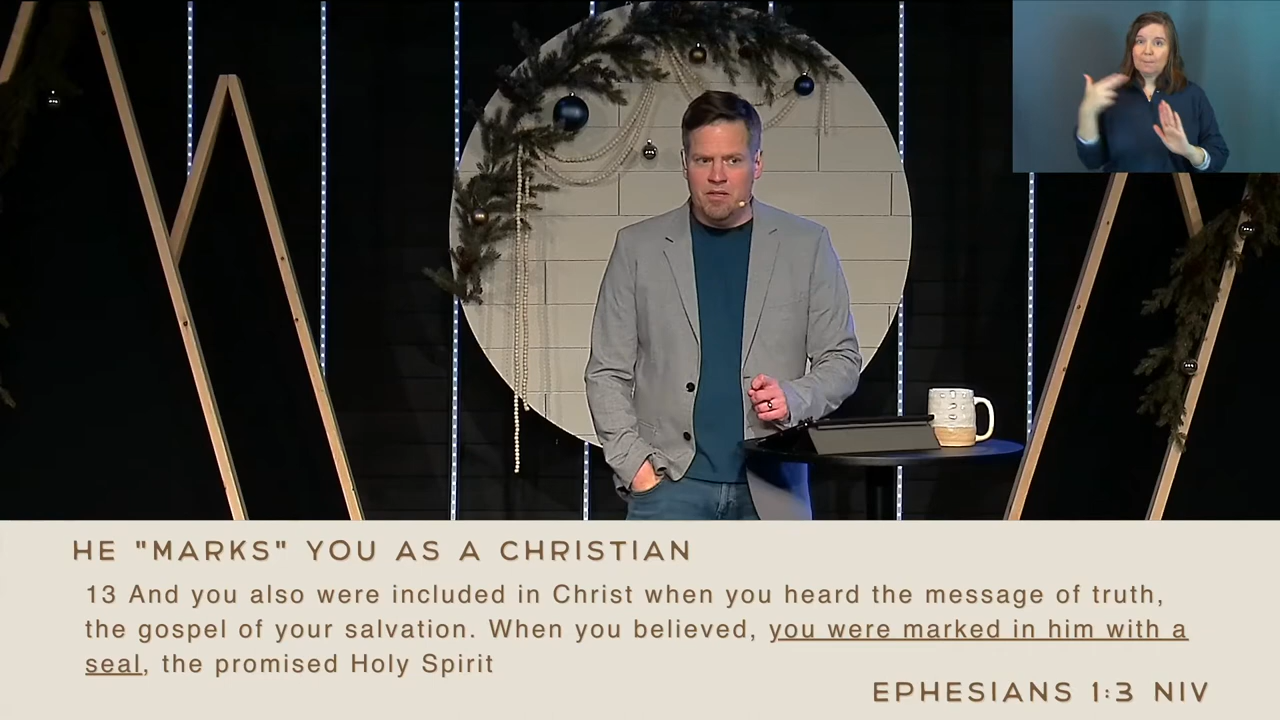 HE "MARKS" YOU AS A CHRISTIAN
13 And you also were included in Christ when you heard the message of truth,
the gospel of your salvation. When you believed, you were marked in him with a
seal, the promised Holy Spirit
EPHESIANS 1:3 NIV